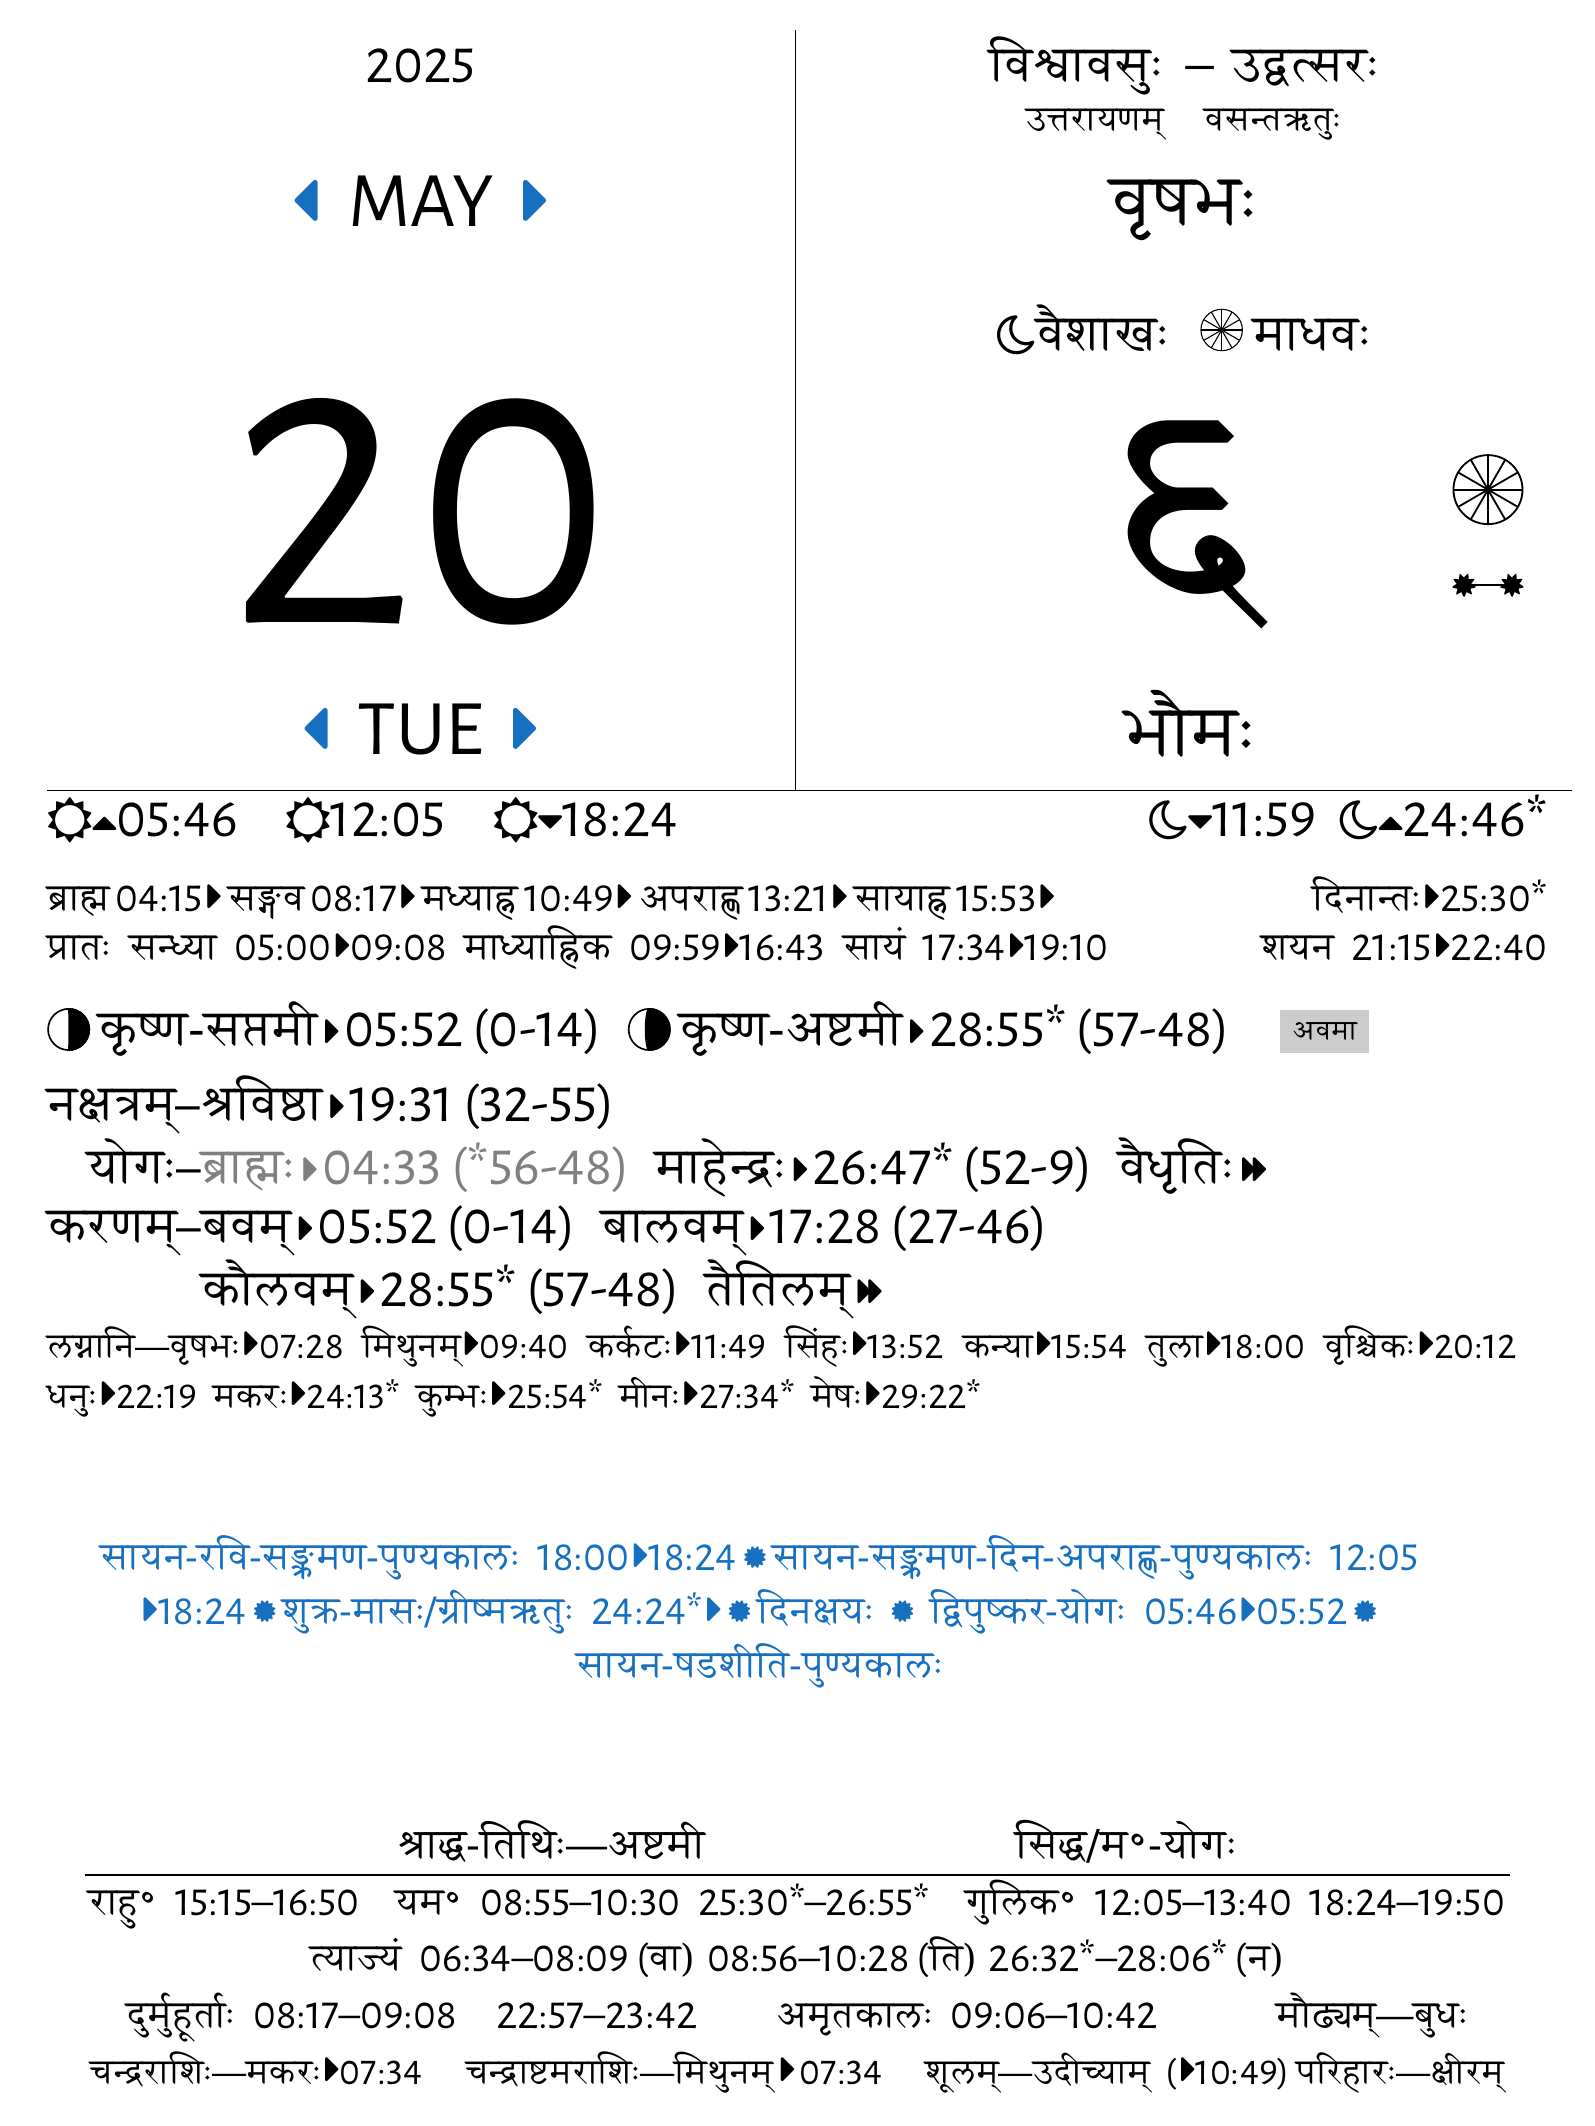 2025
MAY
20
TUE
विश्वावसुः – उद्वत्सरः
उत्तरायणम् वसन्तऋतुः
वृषभः
वैशाखः माधवः
६
भौमः
05:46 12:05 18:24 11:59 24:46*
ब्राह्म 04:15 सङ्गव 08:17 मध्याह्न 10:49 अपराह्ण 13:21 सायाह्न 15:53 दिनान्तः 25:30*
प्रातः सन्ध्या 05:00 09:08 माध्याह्निक 09:59 16:43 सायं 17:34 19:10 शयन 21:15 22:40
कृष्ण-सप्तमी 05:52 (0-14) कृष्ण-अष्टमी 28:55* (57-48) अवमा
नक्षत्रम्–श्रविष्ठा 19:31 (32-55)
योगः–ब्राह्मः 04:33 (*56-48) माहेन्द्रः 26:47* (52-9) वैधृतिः
करणम्–बवम् 05:52 (0-14) बालवम् 17:28 (27-46)
कौलवम् 28:55* (57-48) तैतिलम्
लग्नानि—वृषभः 07:28 मिथुनम् 09:40 कर्कटः 11:49 सिंहः 13:52 कन्या 15:54 तुला 18:00 वृश्चिकः 20:12
धनुः 22:19 मकरः 24:13* कुम्भः 25:54* मीनः 27:34* मेषः 29:22*
सायन-रवि-सङ्क्रमण-पुण्यकालः 18:00 18:24 सायन-सङ्क्रमण-दिन-अपराह्ण-पुण्यकालः 12:05
18:24 शुक्र-मासः/ग्रीष्मऋतुः 24:24* दिनक्षयः द्विपुष्कर-योगः 05:46 05:52
सायन-षडशीति-पुण्यकालः
श्राद्ध-तिथिः—अष्टमी सिद्ध/म॰-योगः
राहु॰ 15:15–16:50 यम॰ 08:55–10:30 25:30*–26:55* गुलिक॰ 12:05–13:40 18:24–19:50
त्याज्यं 06:34–08:09 (वा) 08:56–10:28 (ति) 26:32*–28:06* (न)
दुर्मुहूर्ताः 08:17–09:08 22:57–23:42 अमृतकालः 09:06–10:42 मौढ्यम्—बुधः
चन्द्रराशिः—मकरः 07:34 चन्द्राष्टमराशिः—मिथुनम् 07:34 शूलम्—उदीच्याम् (10:49) परिहारः—क्षीरम्